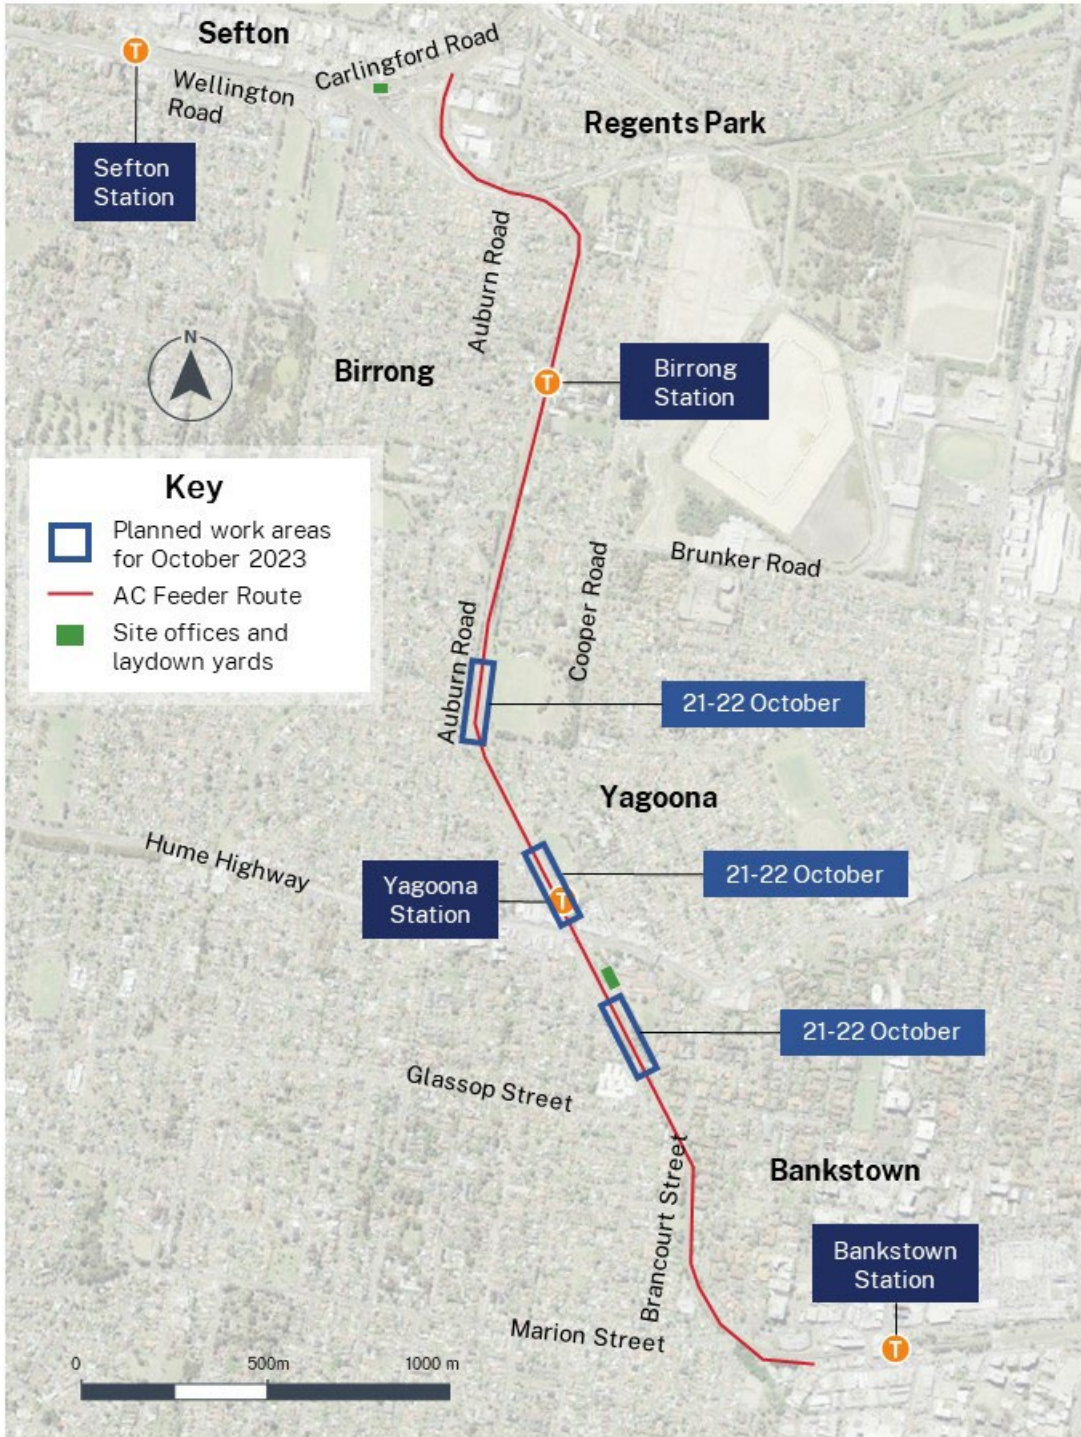 Sefton
Carlingford Road
Wellington
Road
Regents Park
Sefton
Station
Auburn Road
N
Birrong
Birrong
Station
Key
Planned work areas
for October 2023
AC Feeder Route
Site offices and
laydown yards
Brunker Road
Cooper Road
Auburn Road
21-22 October
Yagoona
Hume Highway
21-22 October
Yagoona
Station
21-22 October
Glassop Street
Brancourt Street
Bankstown
Bankstown
Station
Marion Street
0 500m 1000 m
T
T
T
T